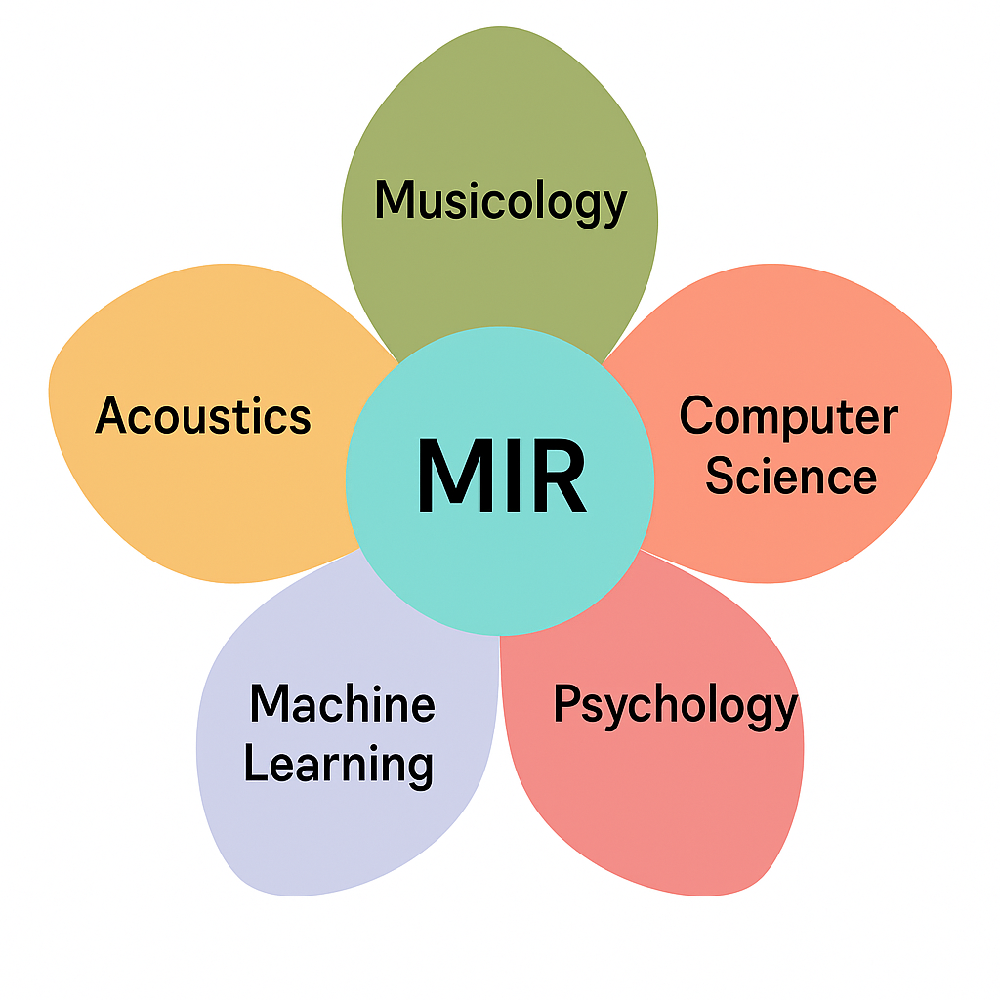 Musicology
Acoustics
MIR
Computer
Science
Machine
Learning
Psychology